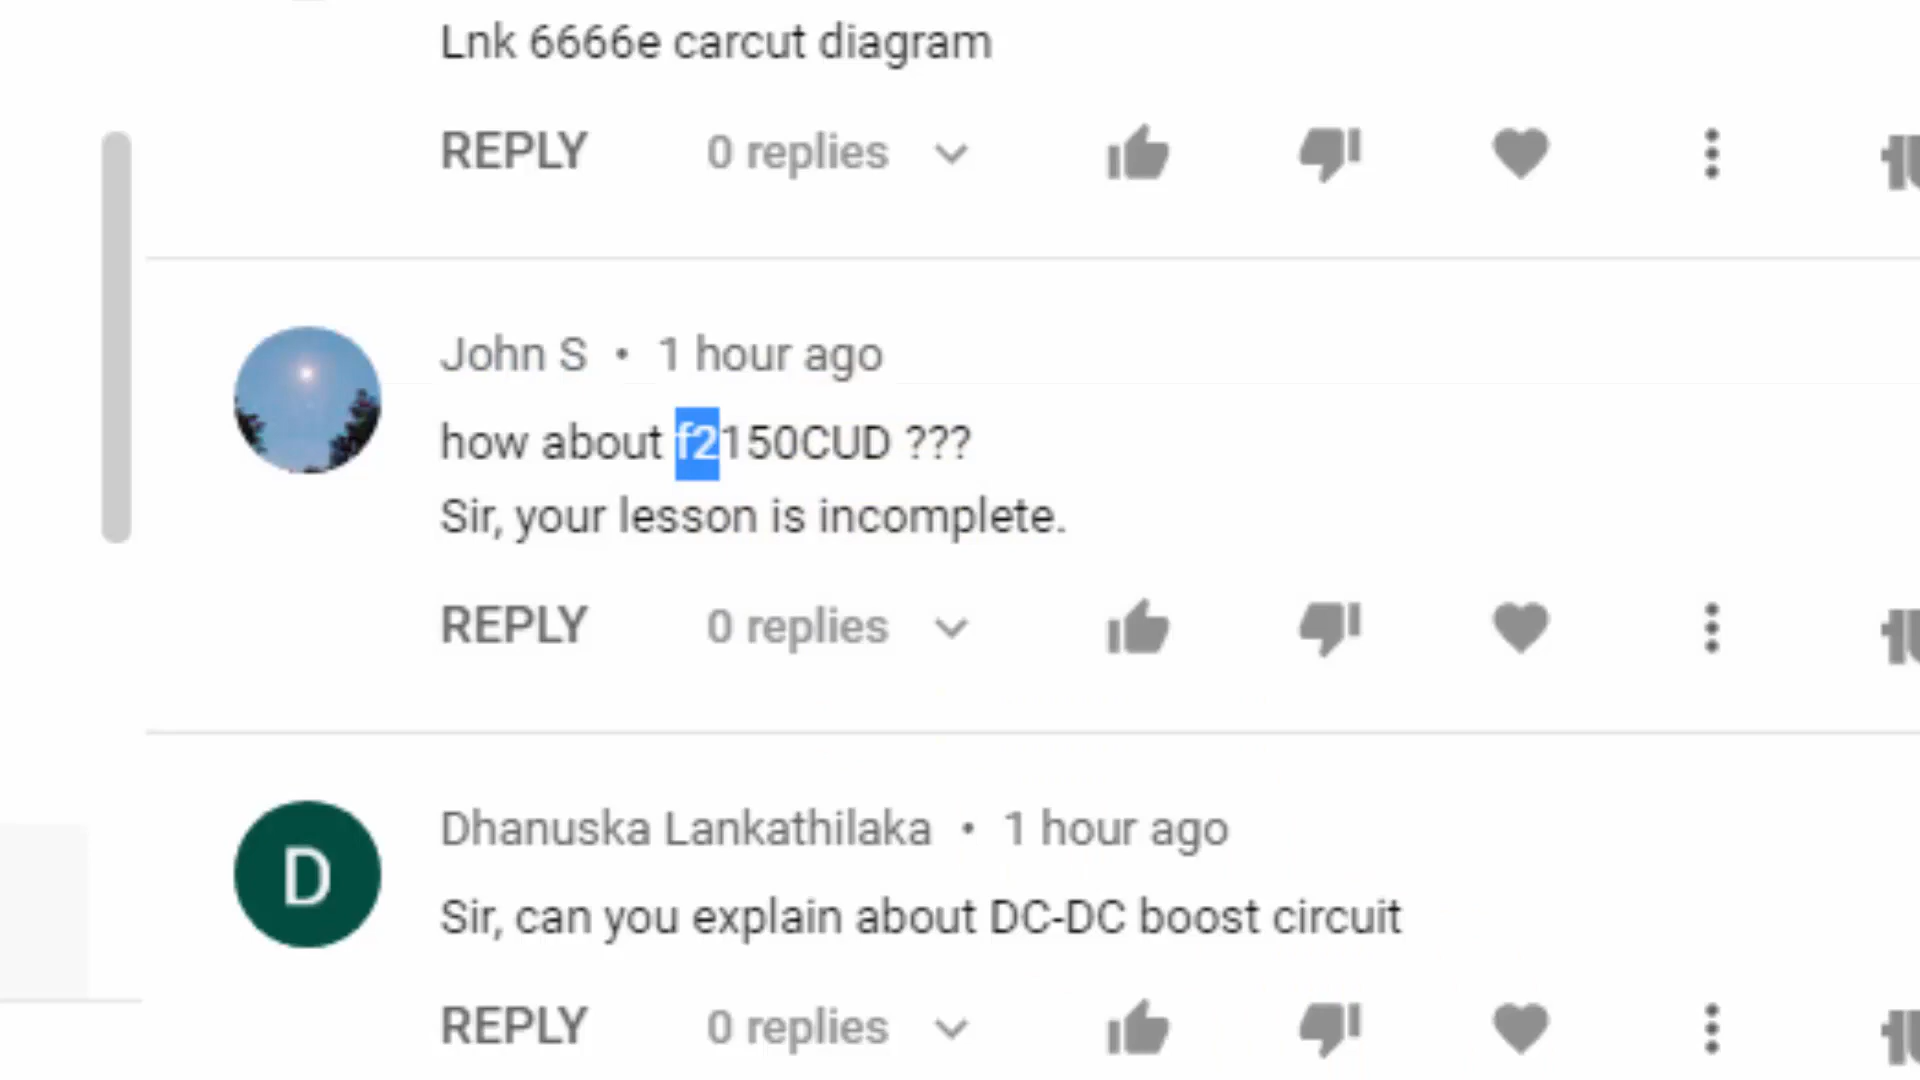 Lnk 6666e carcut diagram
REPLY 0 replies
John S • 1 hour ago
how about f2150CUD ???
Sir, your lesson is incomplete.
REPLY 0 replies
D
Dhanuska Lankathilaka • 1 hour ago
Sir, can you explain about DC-DC boost circuit
REPLY 0 replies